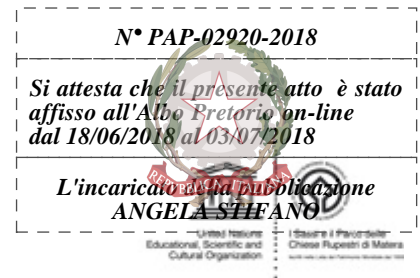 N° PAP-02920-2018
Si attesta che il presente atto è stato
affisso all'Albo Pretorio on-line
dal 18/06/2018 al 03/07/2018
L'incaricato della pubblicazione
ANGELA STIFANO
REPVBBLICA ITALIANA
United Nations
Educational, Scientific and
Cultural Organization
I Sassi e il Parco delle
Chiese Rupestri di Matera